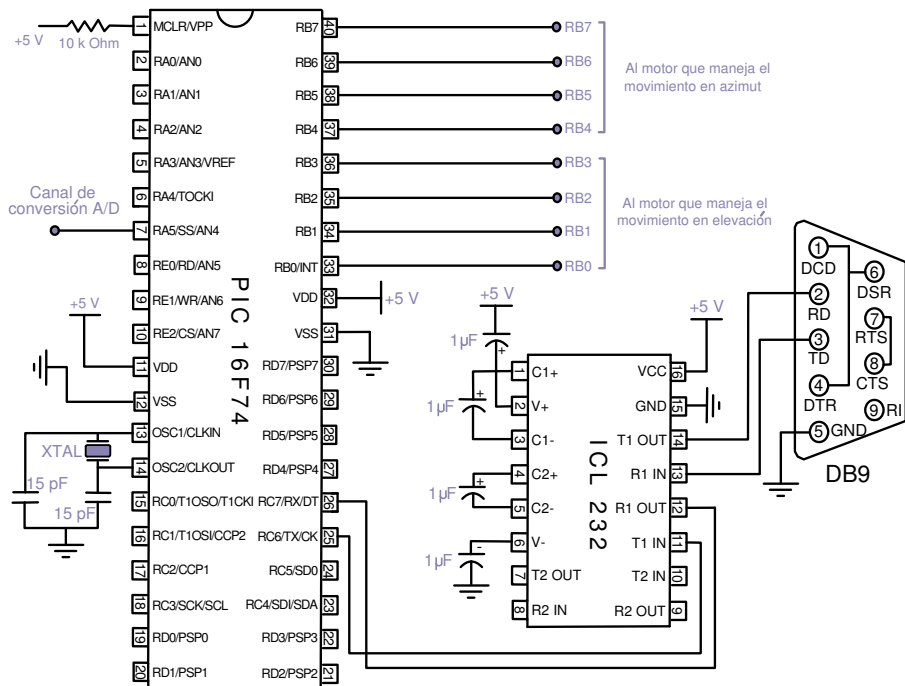 +5 V
10 k Ohm
1 MCLR/VPP
2 RA0/AN0
3 RA1/AN1
4 RA2/AN2
5 RA3/AN3/VREF
6 RA4/TOCKI
Canal de
conversión A/D
7 RA5/SS/AN4
8 RE0/RD/AN5
9 RE1/WR/AN6
10 RE2/CS/AN7
+5 V
11 VDD
12 VSS
13 OSC1/CLKIN
XTAL
14 OSC2/CLKOUT
15 pF
15 pF
15 RC0/T1OSO/T1CKI
16 RC1/T1OSI/CCP2
17 RC2/CCP1
18 RC3/SCK/SCL
19 RD0/PSP0
20 RD1/PSP1
PIC 16F74
RB7 40
RB6 39
RB5 38
RB4 37
RB3 36
RB2 35
RB1 34
RB0/INT 33
VDD 32
+5 V
VSS 31
RD7/PSP7 30
RD6/PSP6 29
RD5/PSP5 28
RD4/PSP4 27
RC7/RX/DT 26
RC6/TX/CK 25
RC5/SD0 24
RC4/SDI/SDA 23
RD3/PSP3 22
RD2/PSP2 21
RB7
RB6
RB5
RB4
Al motor que maneja el
movimiento en azimut
RB3
RB2
RB1
RB0
Al motor que maneja el
movimiento en elevación
+5 V
1µF
+
1µF
+
1µF
+
1µF
-
1 C1+
2 V+
3 C1-
4 C2+
5 C2-
6 V-
7 T2 OUT
8 R2 IN
ICL 232
+5 V
VCC 16
GND 15
T1 OUT 14
R1 IN 13
R1 OUT 12
T1 IN 11
T2 IN 10
R2 OUT 9
1
DCD
2
RD
3
TD
4
DTR
5 GND
6
DSR
7
RTS
8
CTS
9 RI
DB9